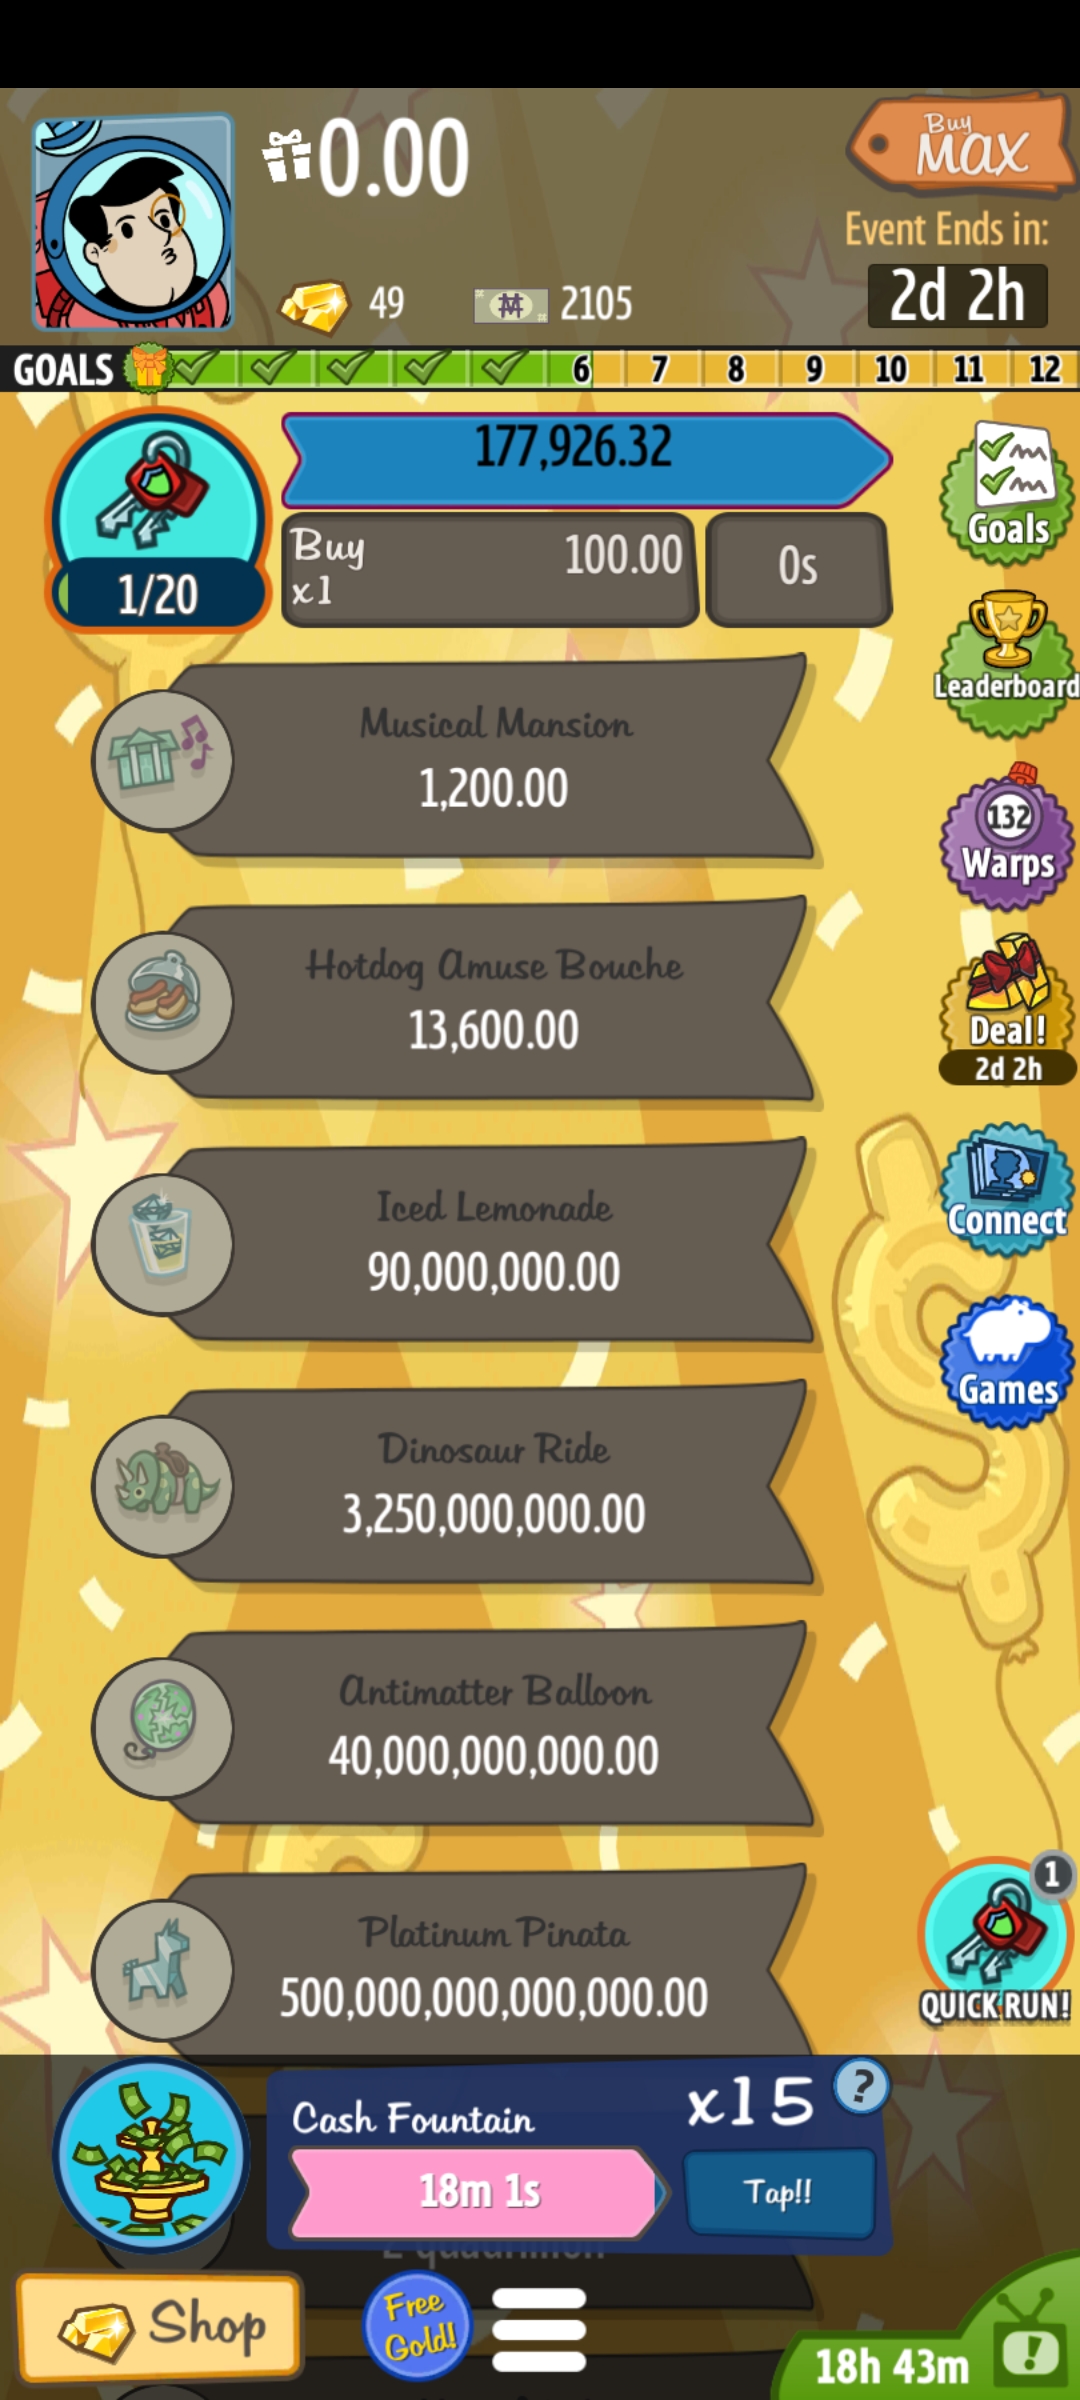 0.00
Buy
MAX
Event Ends in:
49
2105
2d 2h
GOALS
6 7 8 9 10 11 12
177,926.32
Buy
x1
100.00
0s
1/20
Goals
Leaderboard
Musical Mansion
1,200.00
132
Warps
Hotdog Amuse Bouche
13,600.00
Deal!
2d 2h
Iced Lemonade
90,000,000.00
Connect
Games
Dinosaur Ride
3,250,000,000.00
Antimatter Balloon
40,000,000,000.00
1
QUICK RUN!
Platinum Pinata
500,000,000,000,000.00
Cash Fountain
x15
?
18m 1s
Tap!!
Shop
Free
Gold!
18h 43m
!